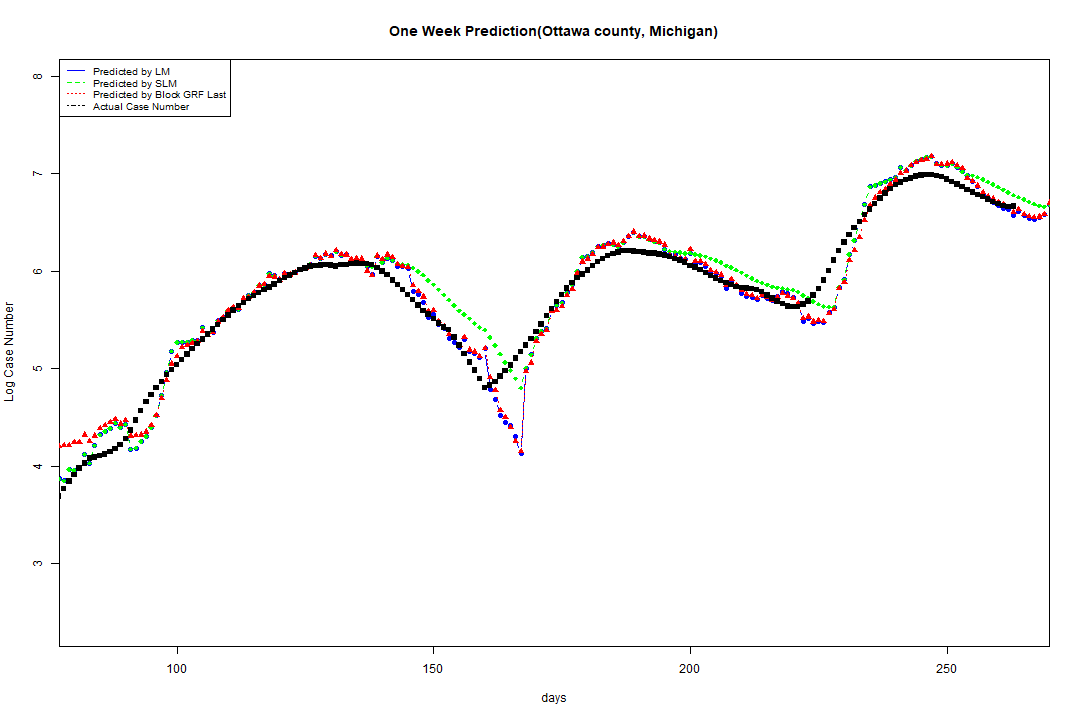 One Week Prediction(Ottawa county, Michigan)
Predicted by LM
Predicted by SLM
Predicted by Block GRF Last
Actual Case Number
8
7
6
5
4
3
Log Case Number
100
150
200
250
days